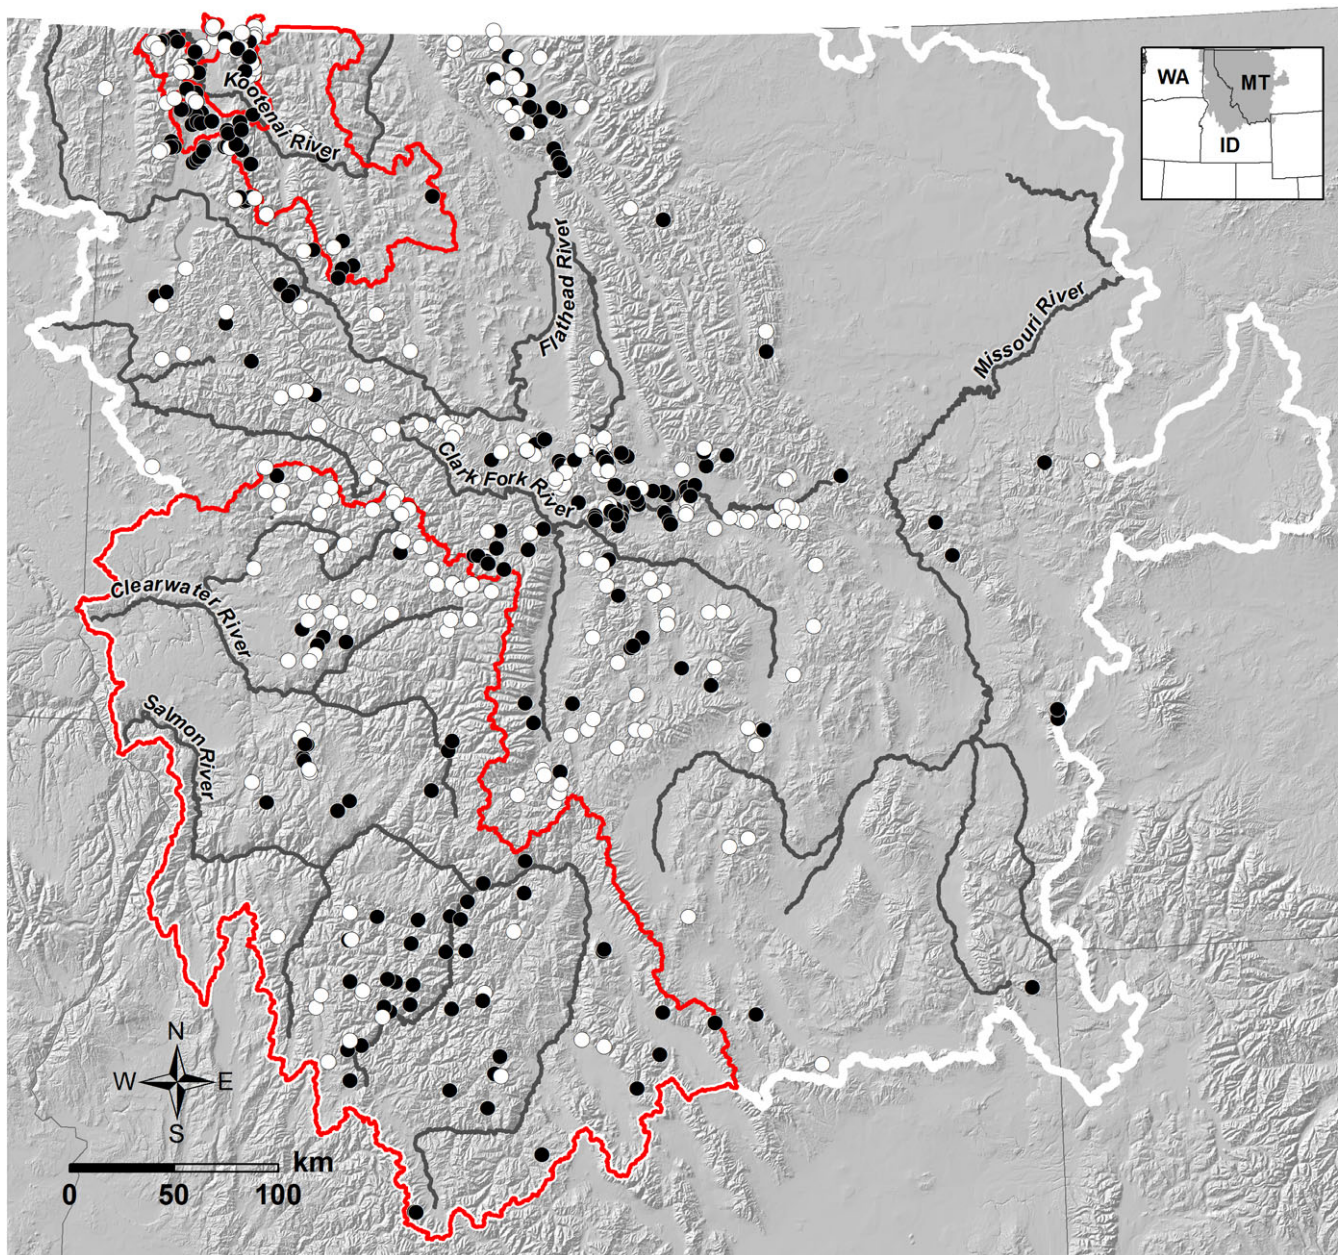 WA
MT
ID
Kootenai River
Flathead River
Missouri River
Clark Fork River
Clearwater River
Salmon River
N
W
E
S
km
0
50
100